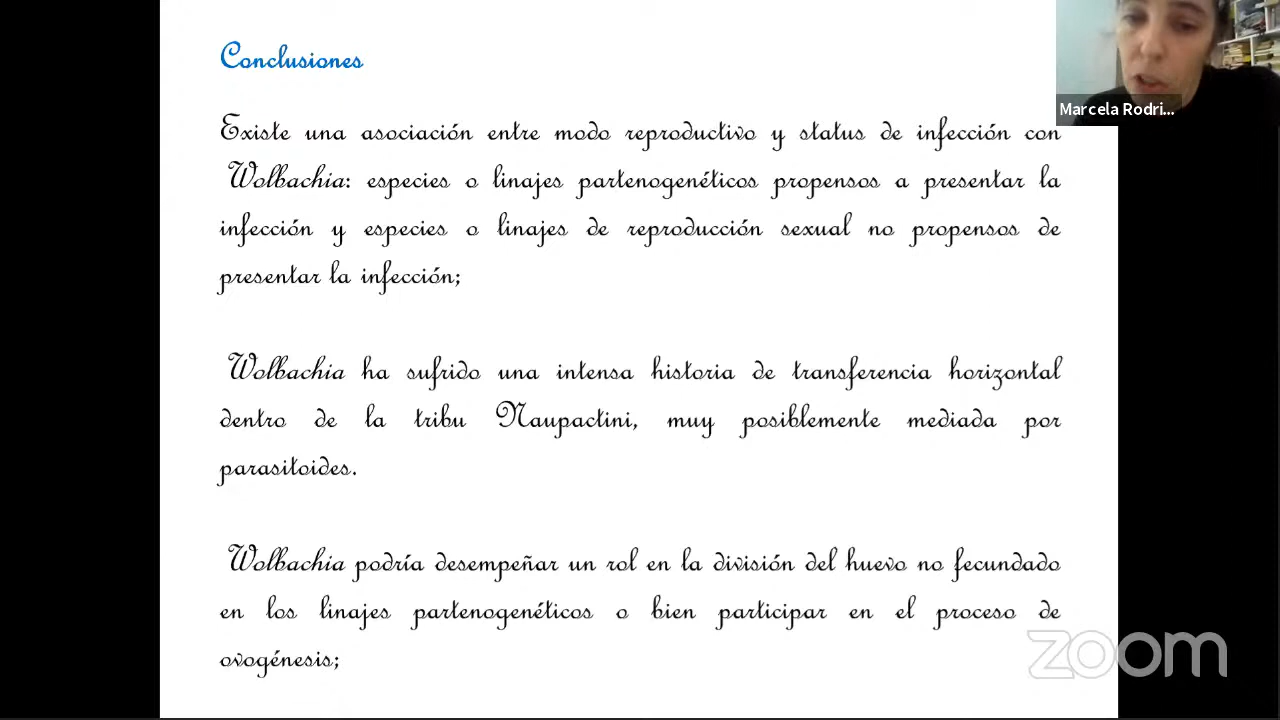 Conclusiones
Existe una asociación entre modo reproductivo y status de infección con
Wolbachia: especies o linajes partenogenéticos propensos a presentar la
infección y especies o linajes de reproducción sexual no propensos de
presentar la infección;
Wolbachia ha sufrido una intensa historia de transferencia horizontal
dentro de la tribu Naupactini, muy posiblemente mediada por
parasitoides.
Wolbachia podría desempeñar un rol en la división del huevo no fecundado
en los linajes partenogenéticos o bien participar en el proceso de
ovogénesis;
Marcela Rodri...
zoom